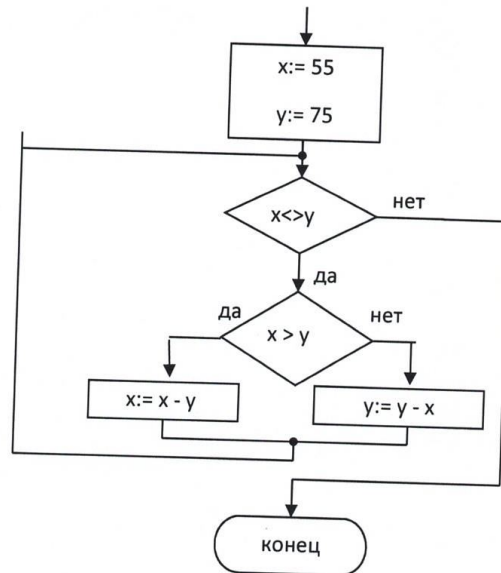 x:= 55
y:= 75
x<>y
нет
да
да
x > y
нет
x:= x - y
y:= y - x
конец